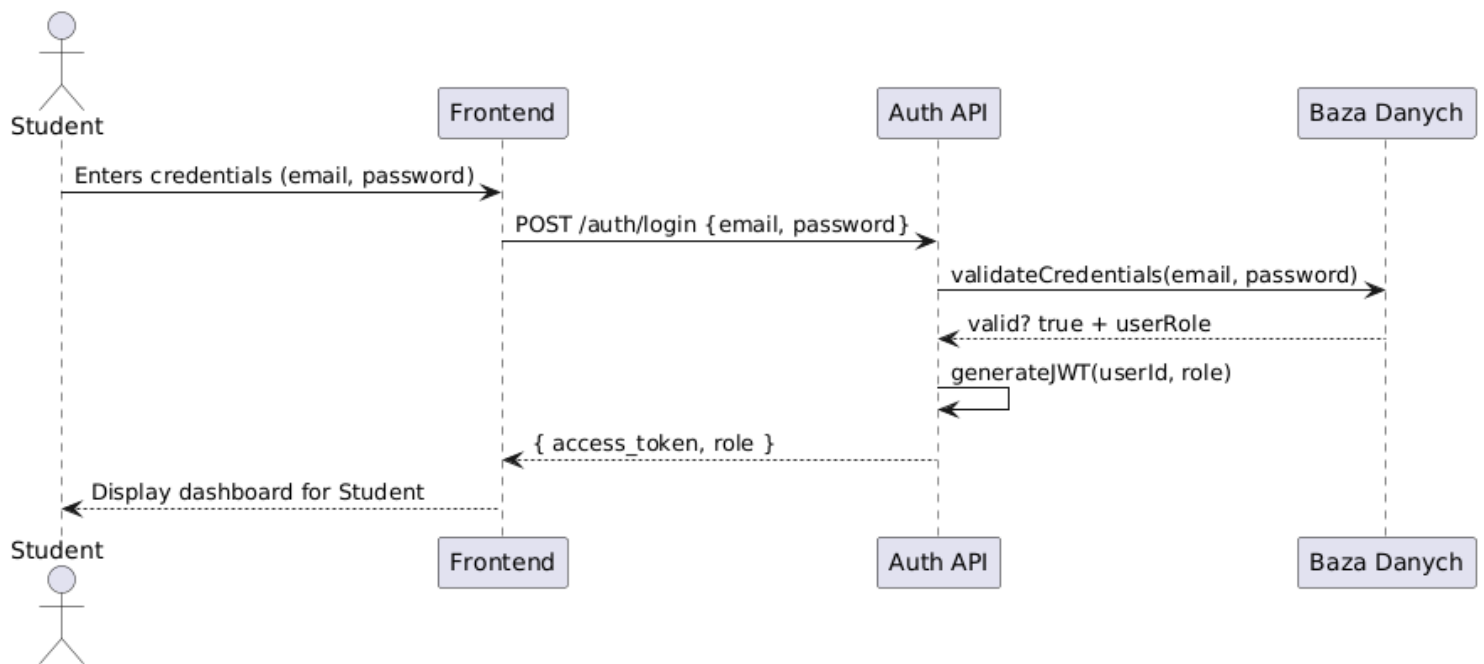 Student
Frontend
Auth API
Baza Danych
Enters credentials (email, password)
POST /auth/login {email, password}
validateCredentials(email, password)
valid? true + userRole
generateJWT(userId, role)
{ access_token, role }
Display dashboard for Student
Student
Frontend
Auth API
Baza Danych